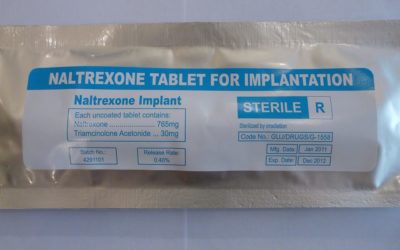 NALTREXONE TABLET FOR IMPLANTATION
Naltrexone Implant
Each uncoated tablet contains:
Naltroxone ............... 765mg
Triamcinolone Acetonide ... 30mg
Batch No.: 4291101
Release Rate: 0.40%
STERILE R
Sterilized by irradiation
Code No.: GUJ/DRUGS/G-1558
Mfg. Date Jan 2011
Exp. Date Dec 2012